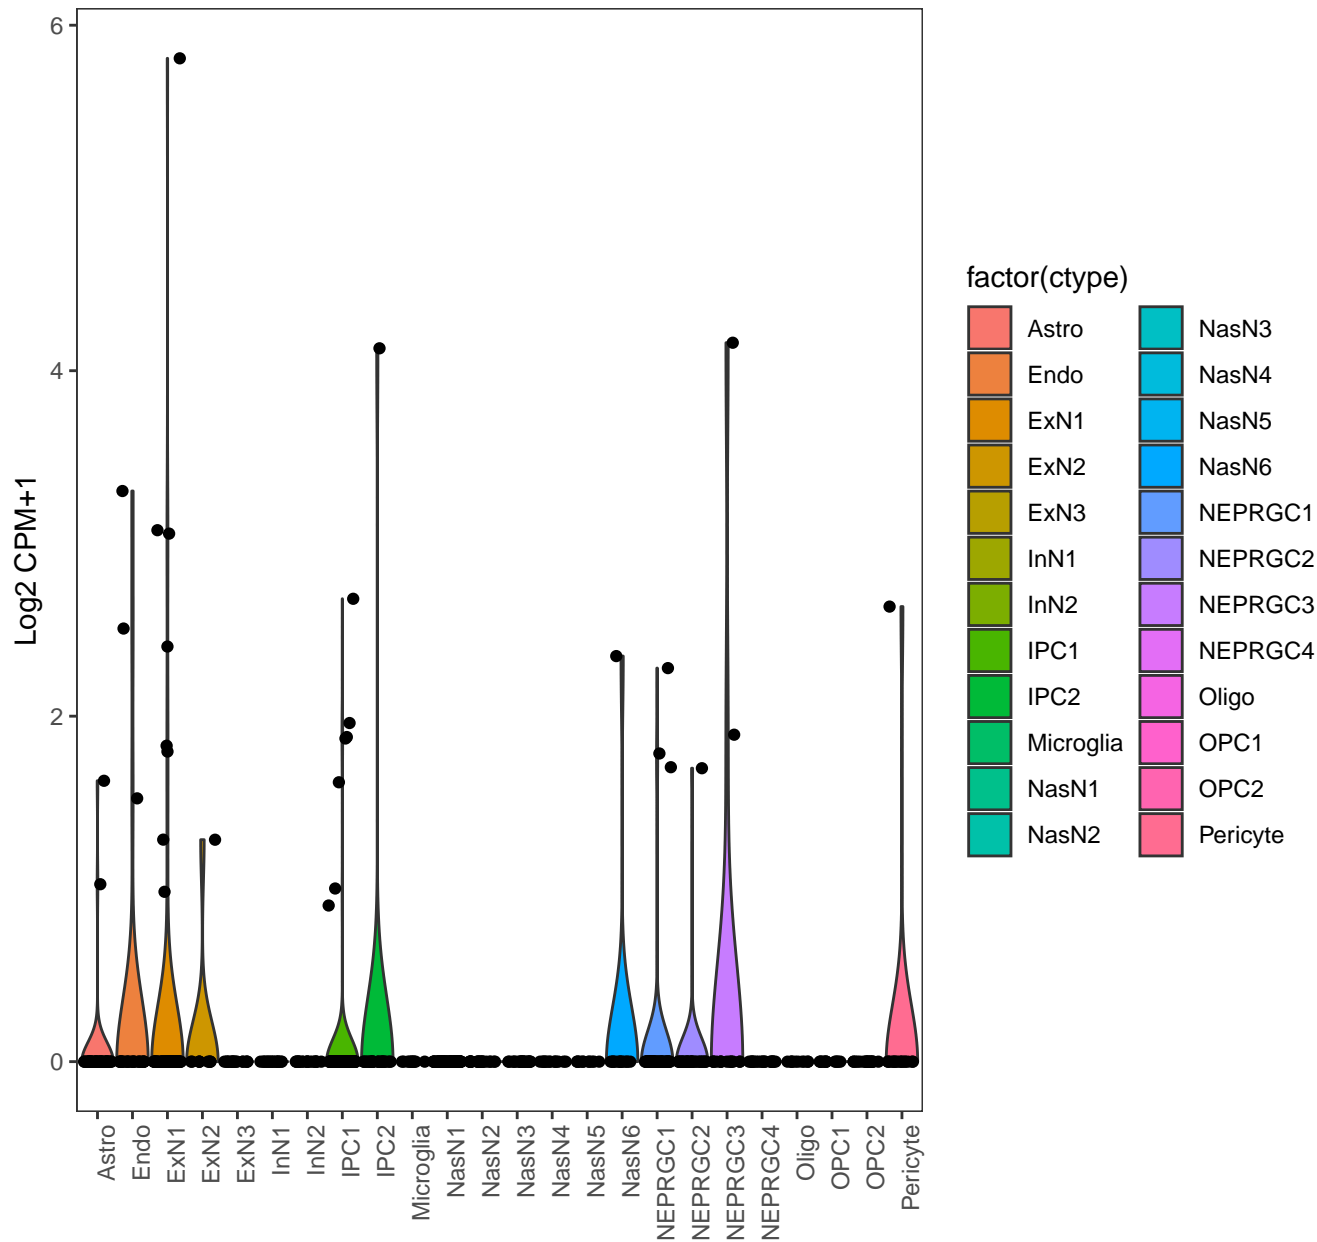 6
4
2
0
Log2 CPM+1
Astro
Endo
ExN1
ExN2
ExN3
InN1
InN2
IPC1
IPC2
Microglia
NasN1
NasN2
NasN3
NasN4
NasN5
NasN6
NEPRGC1
NEPRGC2
NEPRGC3
NEPRGC4
Oligo
OPC1
OPC2
Pericyte
factor(ctype)
Astro
Endo
ExN1
ExN2
ExN3
InN1
InN2
IPC1
IPC2
Microglia
NasN1
NasN2
NasN3
NasN4
NasN5
NasN6
NEPRGC1
NEPRGC2
NEPRGC3
NEPRGC4
Oligo
OPC1
OPC2
Pericyte